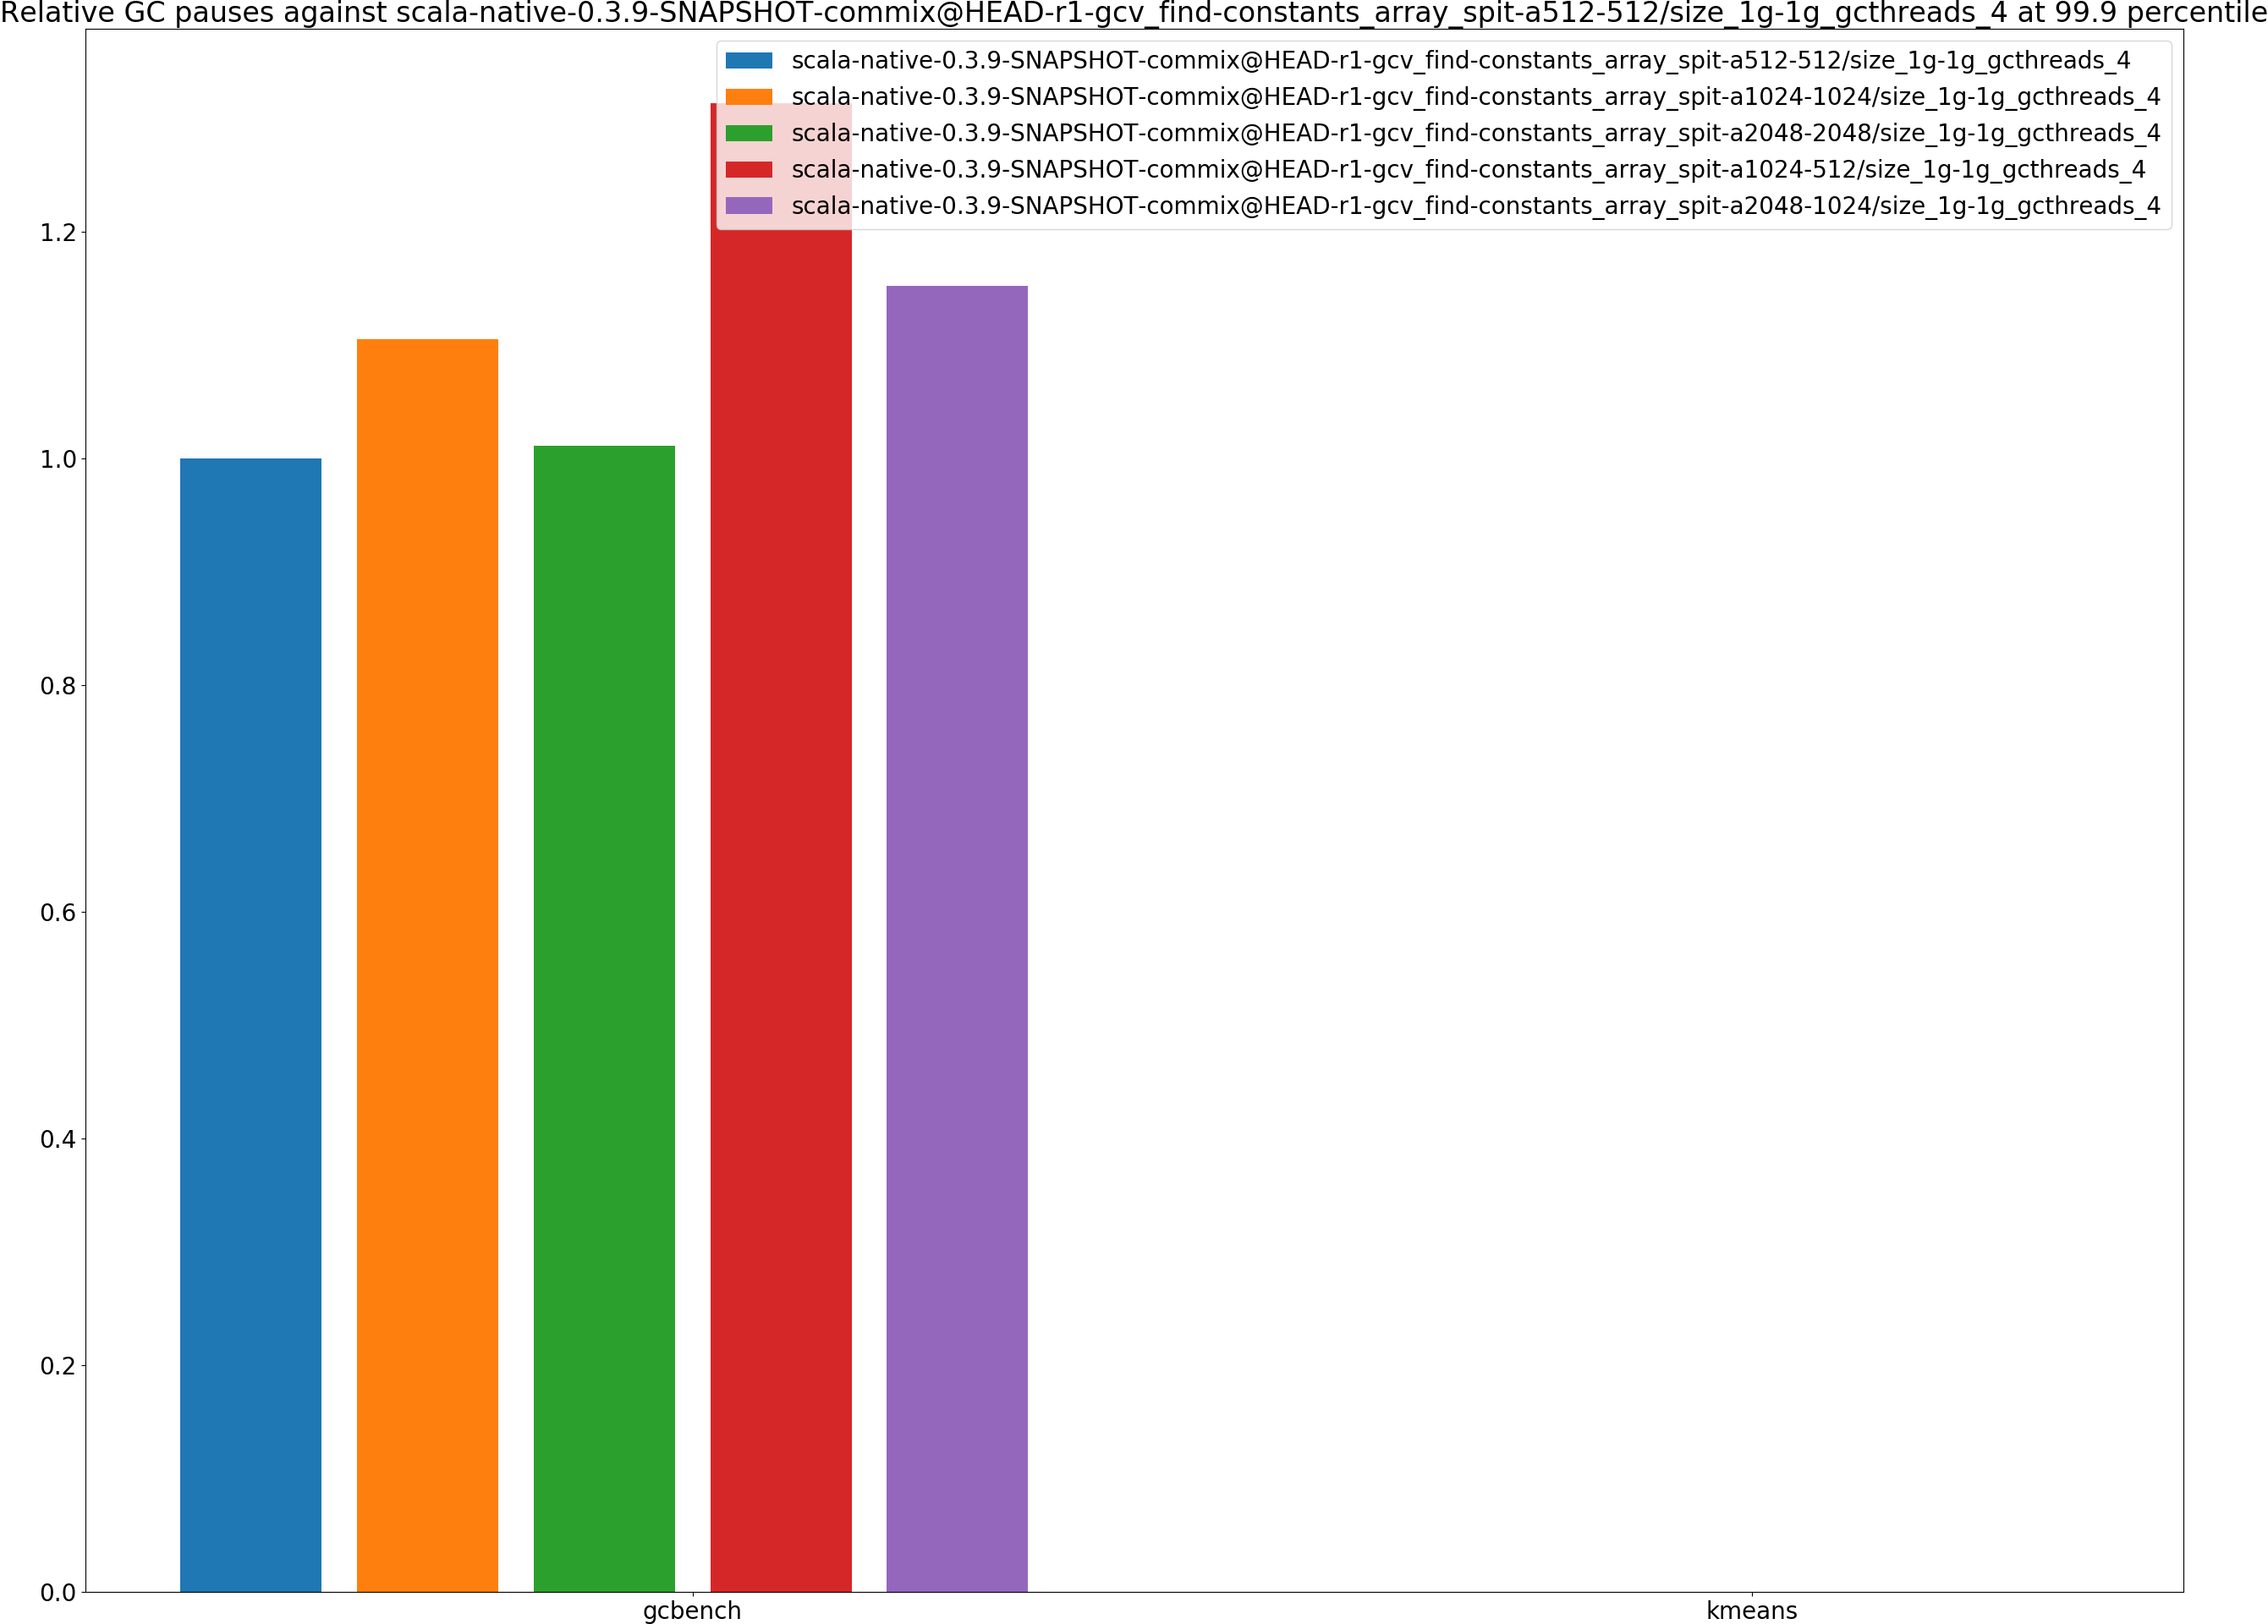 Relative GC pauses against scala-native-0.3.9-SNAPSHOT-commix@HEAD-r1-gcv_find-constants_array_spit-a512-512/size_1g-1g_gcthreads_4 at 99.9 percentile
scala-native-0.3.9-SNAPSHOT-commix@HEAD-r1-gcv_find-constants_array_spit-a512-512/size_1g-1g_gcthreads_4
scala-native-0.3.9-SNAPSHOT-commix@HEAD-r1-gcv_find-constants_array_spit-a1024-1024/size_1g-1g_gcthreads_4
scala-native-0.3.9-SNAPSHOT-commix@HEAD-r1-gcv_find-constants_array_spit-a2048-2048/size_1g-1g_gcthreads_4
scala-native-0.3.9-SNAPSHOT-commix@HEAD-r1-gcv_find-constants_array_spit-a1024-512/size_1g-1g_gcthreads_4
scala-native-0.3.9-SNAPSHOT-commix@HEAD-r1-gcv_find-constants_array_spit-a2048-1024/size_1g-1g_gcthreads_4
1.2
1.0
0.8
0.6
0.4
0.2
0.0
gcbench
kmeans